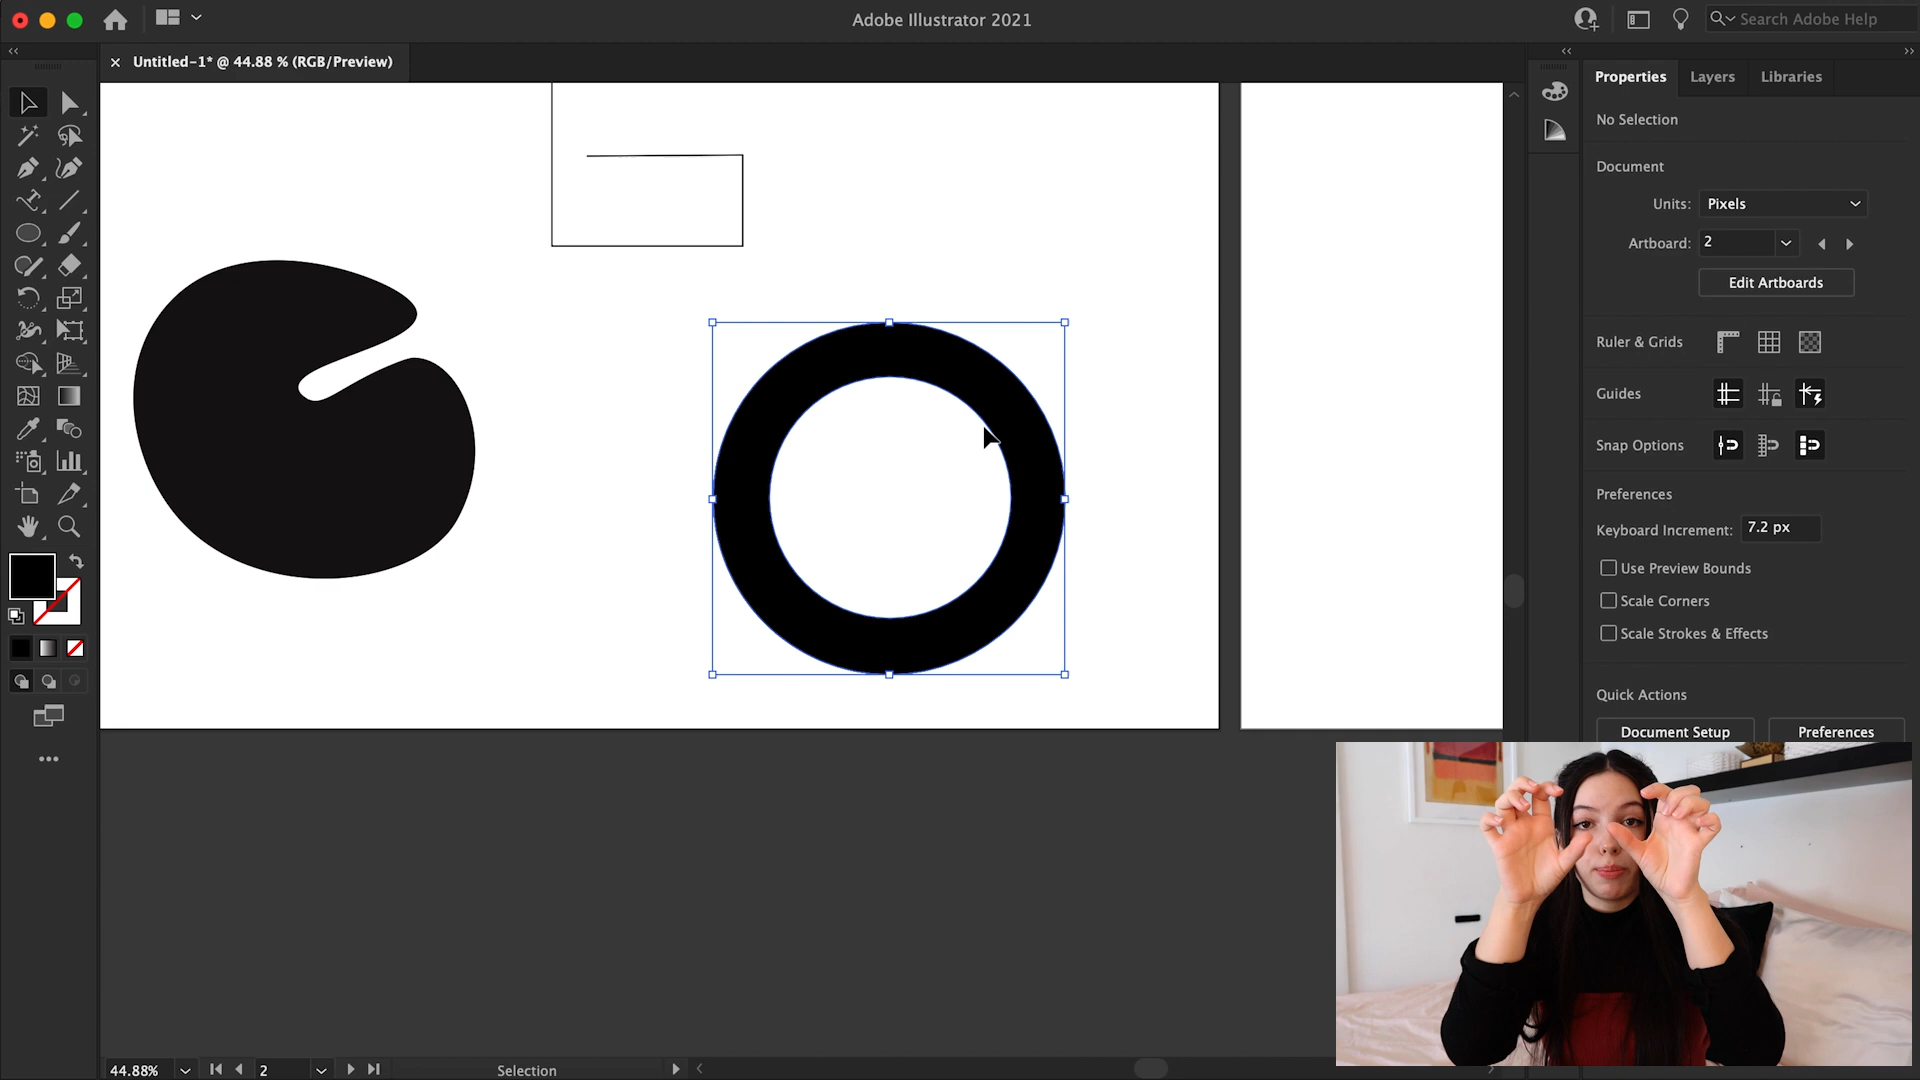 Adobe Illustrator 2021
Search Adobe Help
Untitled-1* @ 44.88 % (RGB/Preview)
Properties
Layers
Libraries
No Selection
Document
Units:
Pixels
Artboard:
2
Edit Artboards
Ruler & Grids
Guides
Snap Options
Preferences
Keyboard Increment:
7.2 px
Use Preview Bounds
Scale Corners
Scale Strokes & Effects
Quick Actions
Document Setup
Preferences
44.88%
2
Selection